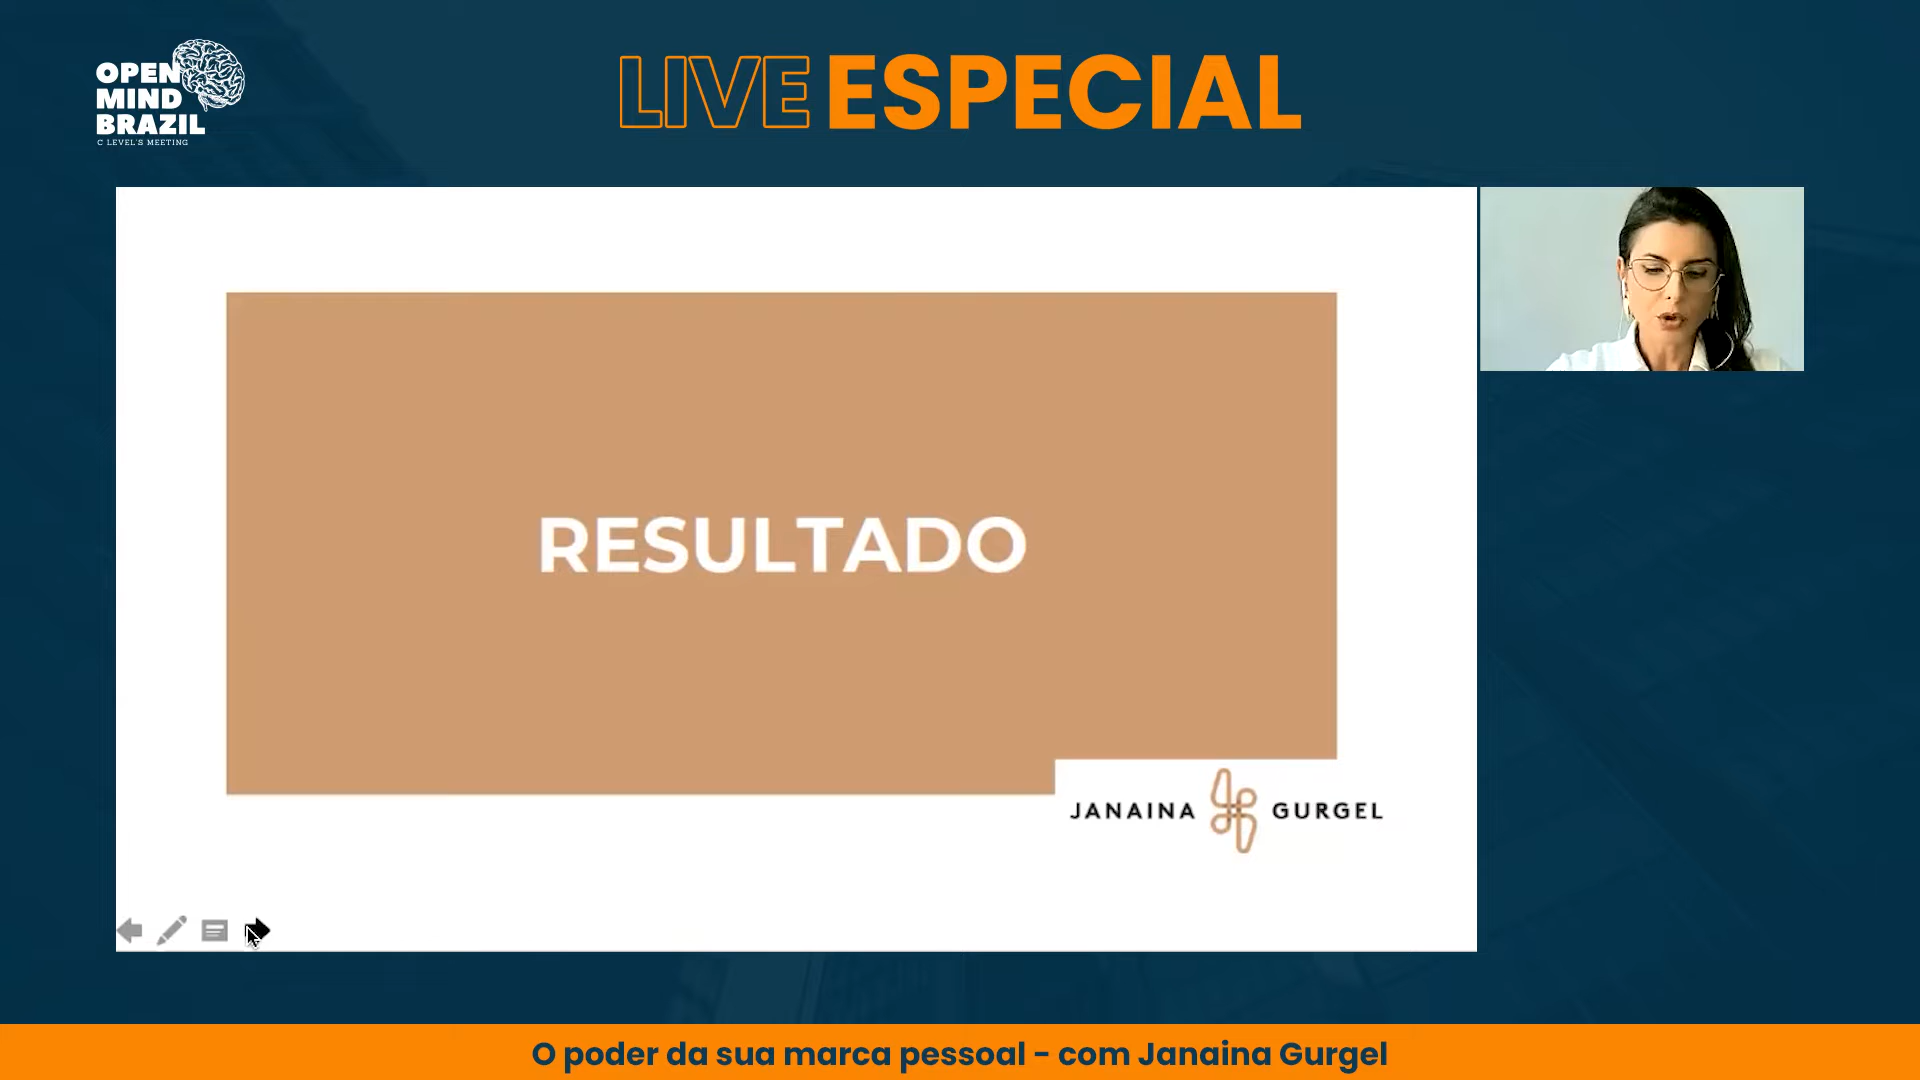 OPEN
MIND
BRAZIL
C LEVEL'S MEETING
LIVE ESPECIAL
RESULTADO
JANAINA GURGEL
O poder da sua marca pessoal - com Janaina Gurgel